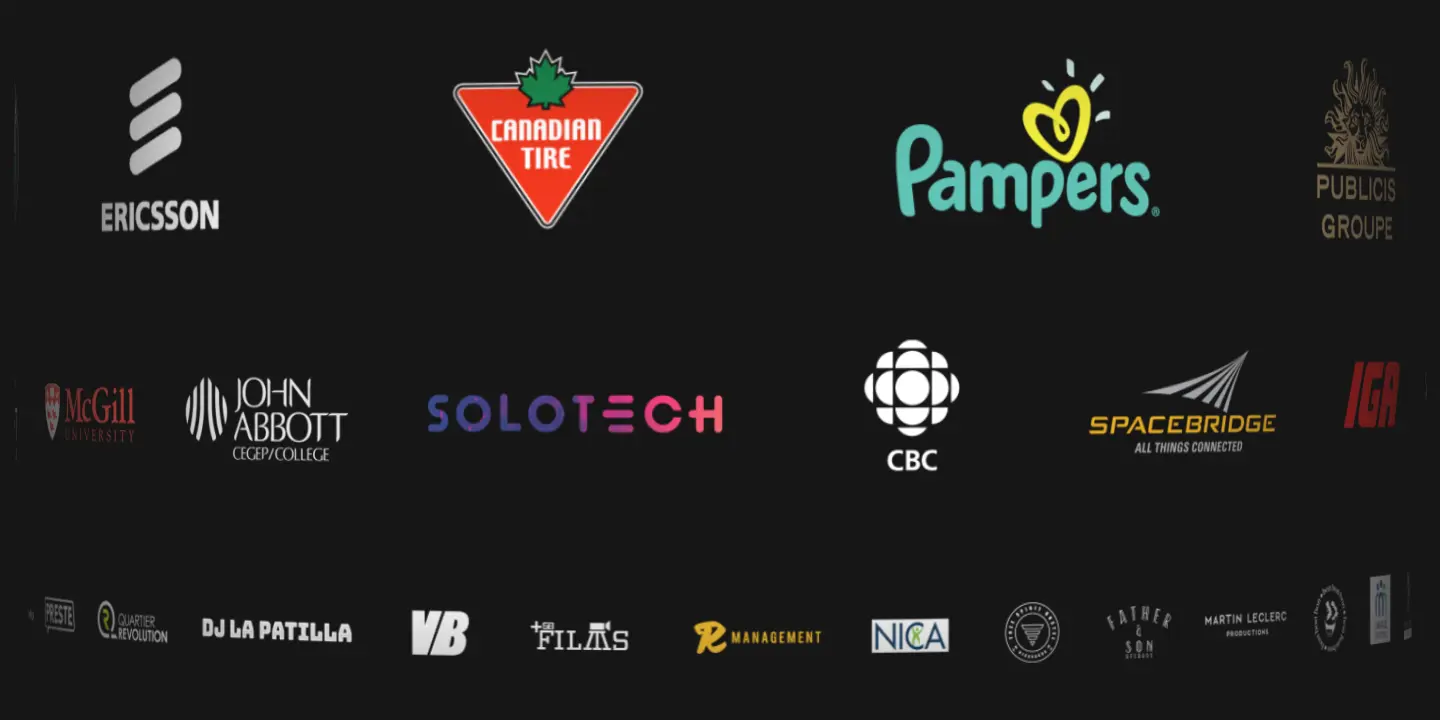 ERICSSON
CANADIAN
TIRE
Pampers®
PUBLICIS
GROUPE
McGill
UNIVERSITY
JOHN
ABBOTT
CEGEP/COLLEGE
SOLOTECH
CBC
SPACEBRIDGE
ALL THINGS CONNECTED
IGA
PRESTE
QUARTIER
RÉVOLUTION
DJ LA PATILLA
VB
FILMS
R MANAGEMENT
NICA
FATHER
&
SON
MARTIN LECLERC
PRODUCTIONS